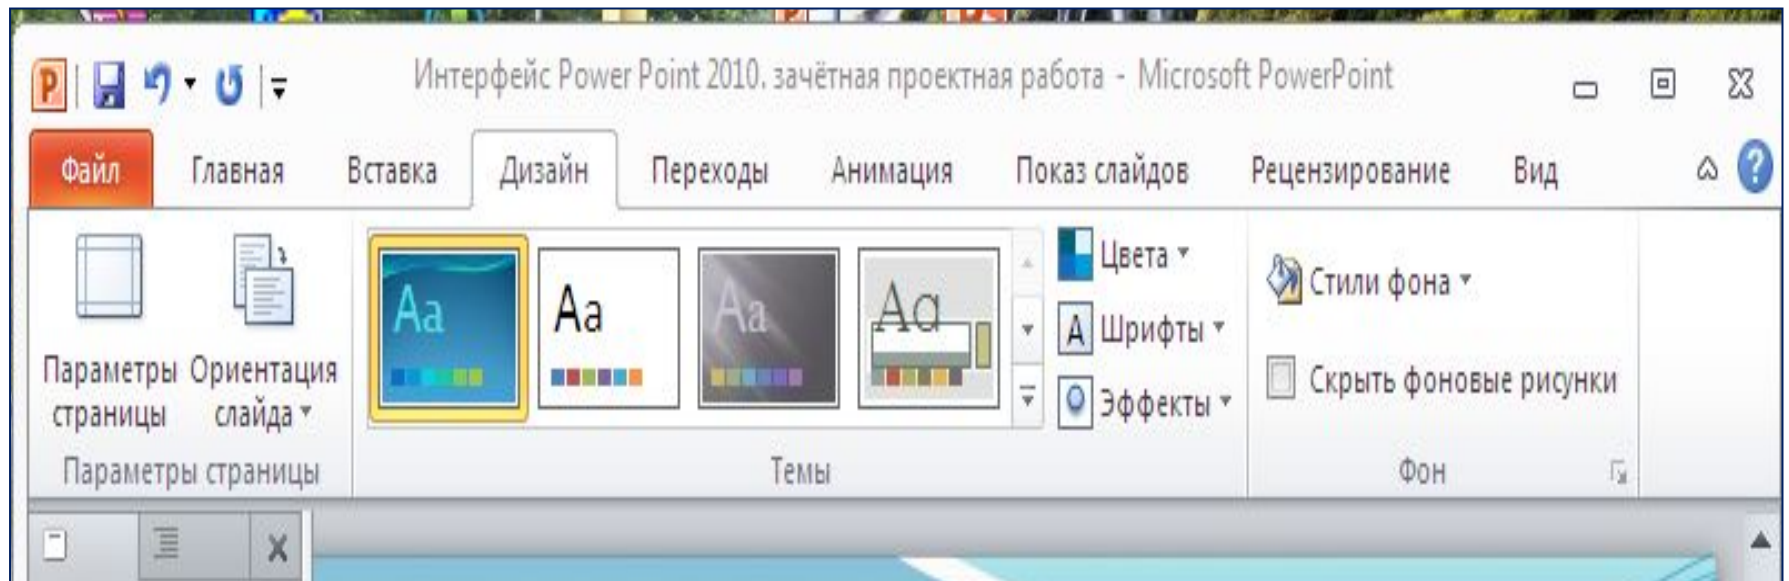 Интерфейс Power Point 2010. зачётная проектная работа - Microsoft PowerPoint
Файл Главная Вставка Дизайн Переходы Анимация Показ слайдов Рецензирование Вид
Параметры страницы
Ориентация слайда
Параметры страницы
Aa Aa Aa Aa
Цвета
Шрифты
Эффекты
Темы
Стили фона
Скрыть фоновые рисунки
Фон